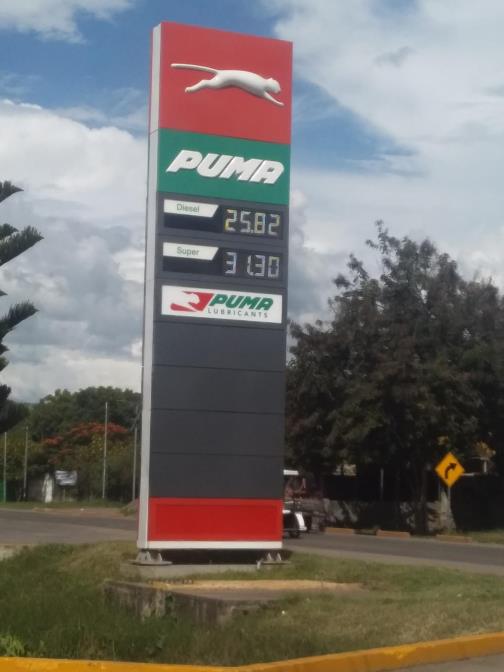 PUMA
Diesel 25.82
Super 31.30
PUMA
LUBRICANTS